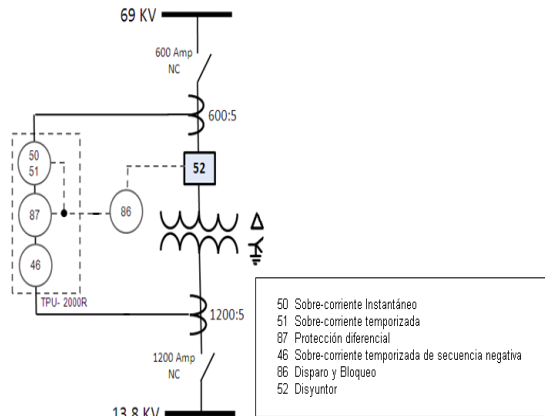 69 KV
600 Amp
NC
600:5
50
51
52
87
86
46
TPU- 2000R
1200:5
1200 Amp
NC
13.8 KV
50 Sobre-corriente Instantáneo
51 Sobre-corriente temporizada
87 Protección diferencial
46 Sobre-corriente temporizada de secuencia negativa
86 Disparo y Bloqueo
52 Disyuntor